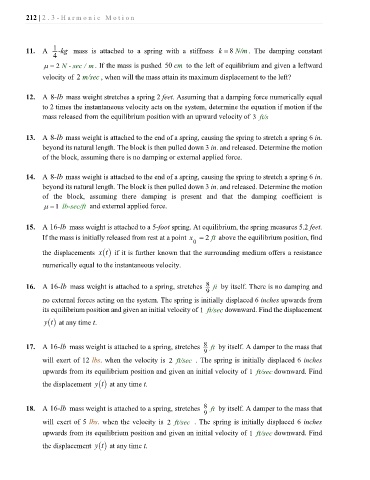 212 | 2 . 3 - H a r m o n i c   M o t i o n
11. A 1/4-kg mass is attached to a spring with a stiffness k = 8 N/m. The damping constant
μ = 2 N - sec / m. If the mass is pushed 50 cm to the left of equilibrium and given a leftward
velocity of 2 m/sec, when will the mass attain its maximum displacement to the left?
12. A 8-lb mass weight stretches a spring 2 feet. Assuming that a damping force numerically equal
to 2 times the instantaneous velocity acts on the system, determine the equation if motion if the
mass released from the equilibrium position with an upward velocity of 3 ft/s
13. A 8-lb mass weight is attached to the end of a spring, causing the spring to stretch a spring 6 in.
beyond its natural length. The block is then pulled down 3 in. and released. Determine the motion
of the block, assuming there is no damping or external applied force.
14. A 8-lb mass weight is attached to the end of a spring, causing the spring to stretch a spring 6 in.
beyond its natural length. The block is then pulled down 3 in. and released. Determine the motion
of the block, assuming there damping is present and that the damping coefficient is
μ = 1 lb-sec/ft and external applied force.
15. A 16-lb mass weight is attached to a 5-foot spring. At equilibrium, the spring measures 5.2 feet.
If the mass is initially released from rest at a point x₀ = 2 ft above the equilibrium position, find
the displacements x(t) if it is further known that the surrounding medium offers a resistance
numerically equal to the instantaneous velocity.
16. A 16-lb mass weight is attached to a spring, stretches 8/9 ft by itself. There is no damping and
no external forces acting on the system. The spring is initially displaced 6 inches upwards from
its equilibrium position and given an initial velocity of 1 ft/sec downward. Find the displacement
y(t) at any time t.
17. A 16-lb mass weight is attached to a spring, stretches 8/9 ft by itself. A damper to the mass that
will exert of 12 lbs. when the velocity is 2 ft/sec . The spring is initially displaced 6 inches
upwards from its equilibrium position and given an initial velocity of 1 ft/sec downward. Find
the displacement y(t) at any time t.
18. A 16-lb mass weight is attached to a spring, stretches 8/9 ft by itself. A damper to the mass that
will exert of 5 lbs. when the velocity is 2 ft/sec . The spring is initially displaced 6 inches
upwards from its equilibrium position and given an initial velocity of 1 ft/sec downward. Find
the displacement y(t) at any time t.